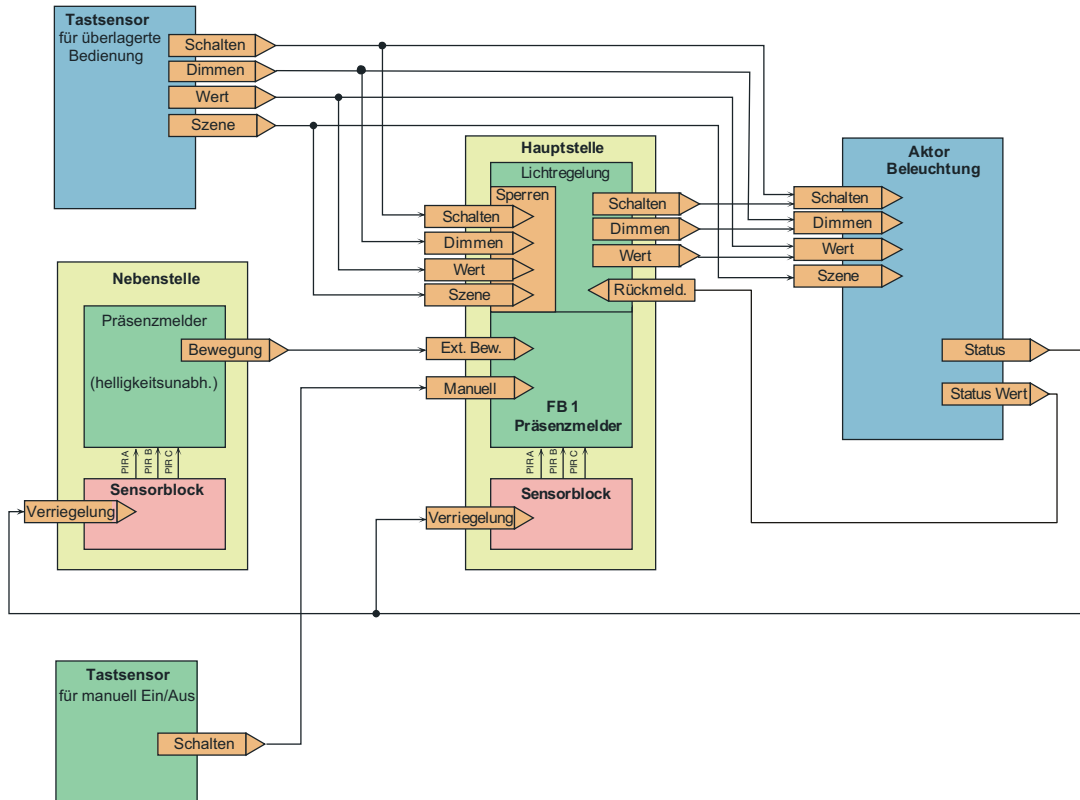 Tastsensor
für überlagerte
Bedienung
Schalten
Dimmen
Wert
Szene
Hauptstelle
Lichtregelung
Sperren
Schalten
Dimmen
Wert
Szene
Schalten
Dimmen
Wert
Rückmeld.
Ext. Bew.
Manuell
FB 1
Präsenzmelder
PIR A
PIR B
PIR C
Sensorblock
Verriegelung
Aktor
Beleuchtung
Schalten
Dimmen
Wert
Szene
Status
Status Wert
Nebenstelle
Präsenzmelder
Bewegung
(helligkeitsunabh.)
PIR A
PIR B
PIR C
Sensorblock
Verriegelung
Tastsensor
für manuell Ein/Aus
Schalten